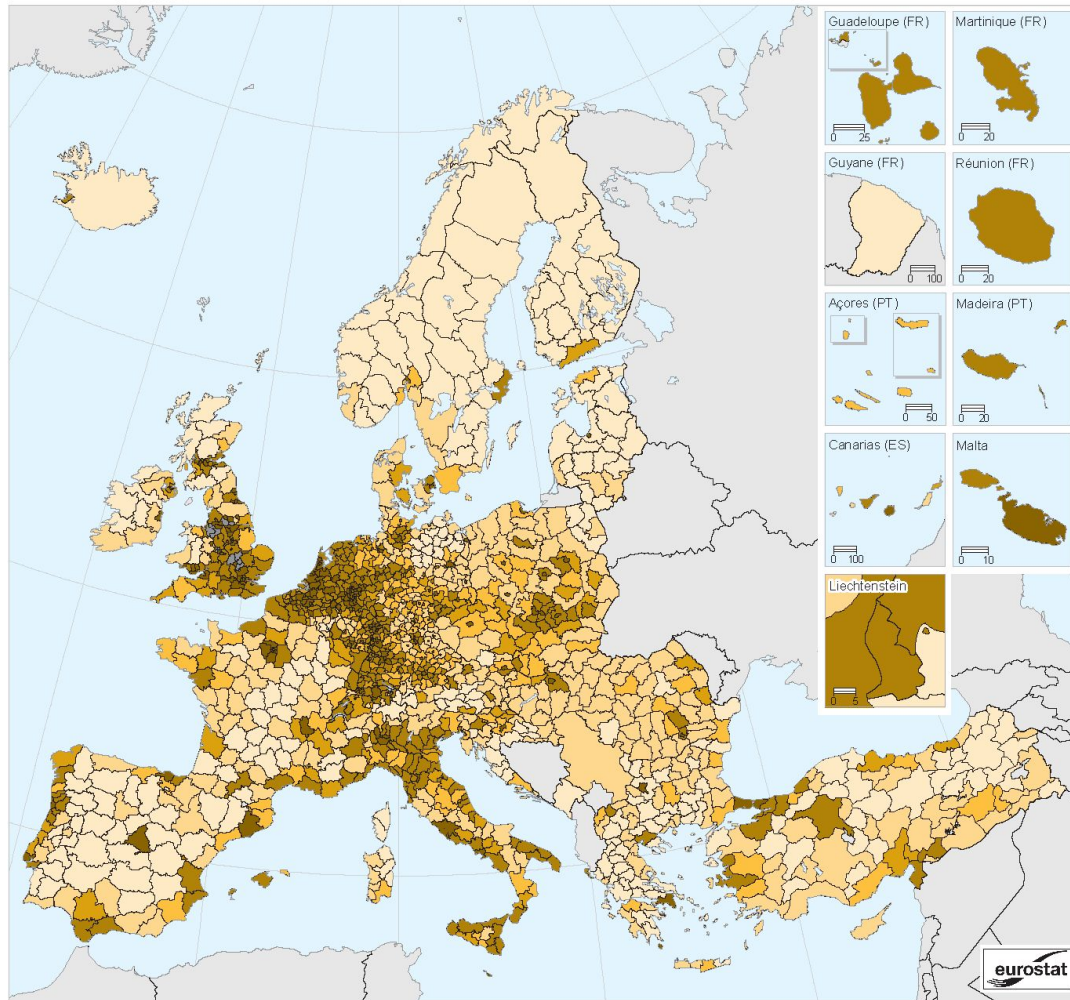 Guadeloupe (FR)
0 25
Martinique (FR)
0 20
Guyane (FR)
0 100
Réunion (FR)
0 20
Açores (PT)
0 50
Madeira (PT)
0 20
Canarias (ES)
0 100
Malta
0 10
Liechtenstein
0 5
eurostat